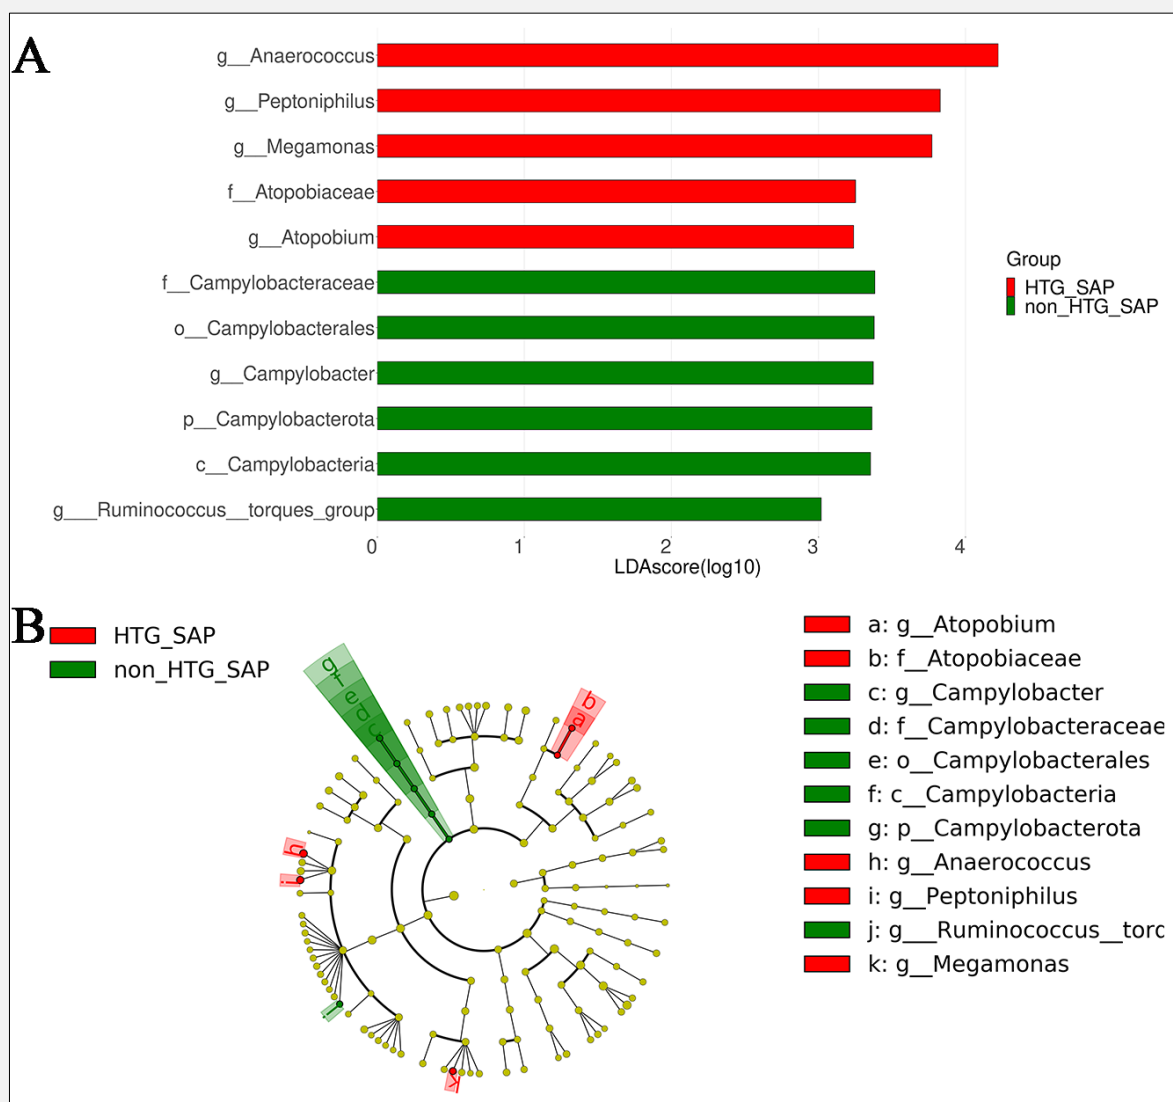 A
g__Anaerococcus
g__Peptoniphilus
g__Megamonas
f__Atopobiaceae
g__Atopobium
f__Campylobacteraceae
o__Campylobacterales
g__Campylobacter
p__Campylobacterota
c__Campylobacteria
g___Ruminococcus__torques_group
0 1 2 3 4
LDAscore(log10)
Group
HTG_SAP
non_HTG_SAP
B
HTG_SAP
non_HTG_SAP
g
f
e
d
c
b
a
h
i
j
k
a: g__Atopobium
b: f__Atopobiaceae
c: g__Campylobacter
d: f__Campylobacteraceae
e: o__Campylobacterales
f: c__Campylobacteria
g: p__Campylobacterota
h: g__Anaerococcus
i: g__Peptoniphilus
j: g___Ruminococcus__torc
k: g__Megamonas